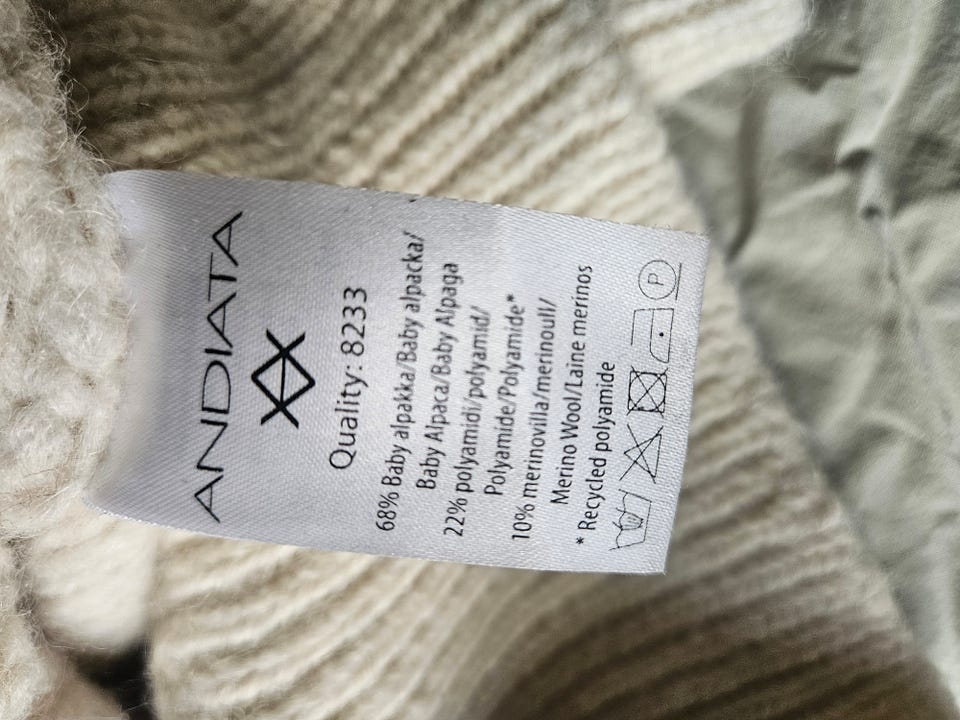 ANDIATA
Quality: 8233
68% Baby alpakka/Baby alpacka/
Baby Alpaca/Baby Alpaga
22% polyamidi/polyamid/
Polyamide/Polyamide*
10% merinovilla/merinoull/
Merino Wool/Laine merinos
* Recycled polyamide
P